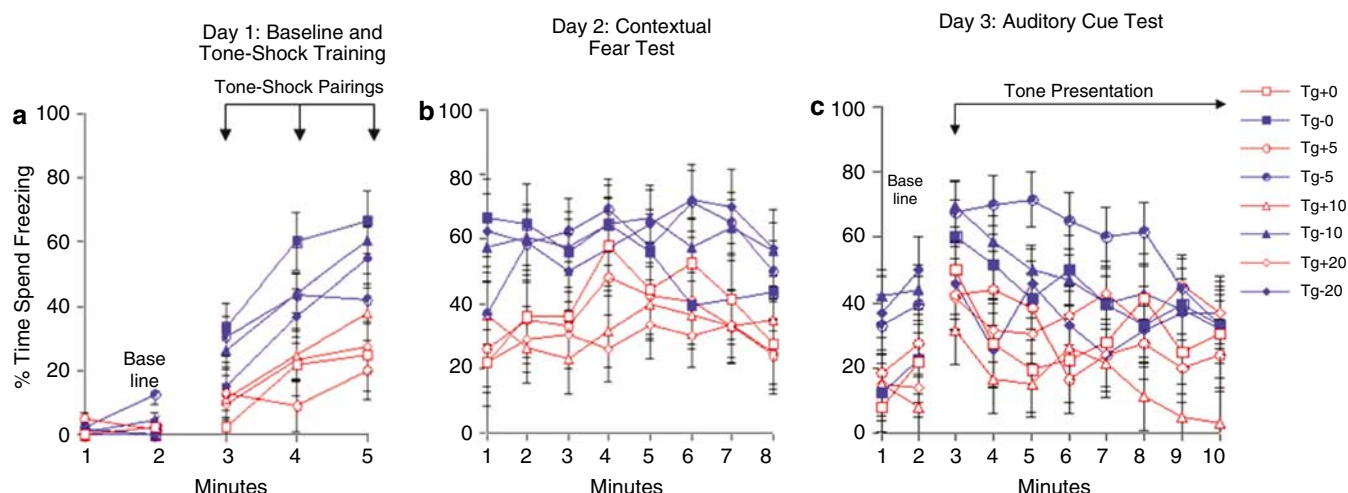 Day 1: Baseline and
Tone-Shock Training
Tone-Shock Pairings
a
100
80
60
40
20
0
% Time Spend Freezing
Base
line
1 2 3 4 5
Minutes
Day 2: Contextual
Fear Test
b
100
80
60
40
20
0
1 2 3 4 5 6 7 8
Minutes
Day 3: Auditory Cue Test
Tone Presentation
c
100
80
60
40
20
0
Base
line
1 2 3 4 5 6 7 8 9 10
Minutes
Tg+0
Tg-0
Tg+5
Tg-5
Tg+10
Tg-10
Tg+20
Tg-20